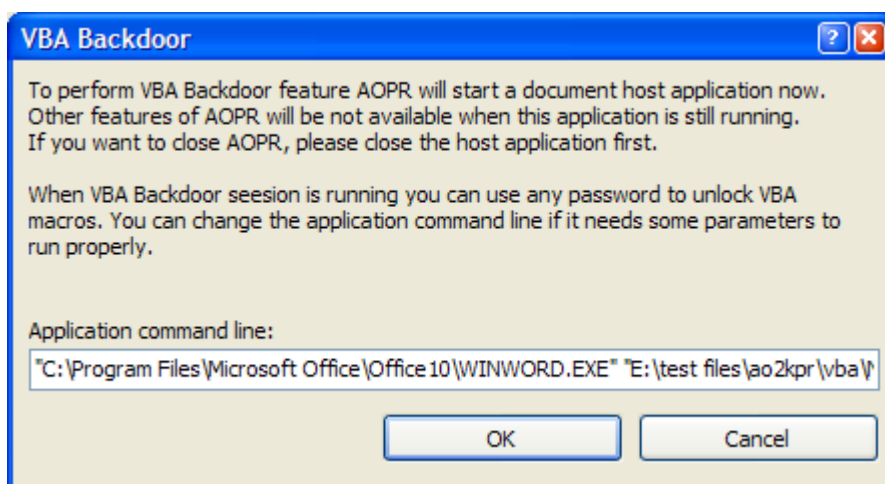 VBA Backdoor
To perform VBA Backdoor feature AOPR will start a document host application now.
Other features of AOPR will be not available when this application is still running.
If you want to close AOPR, please close the host application first.
When VBA Backdoor seesion is running you can use any password to unlock VBA
macros. You can change the application command line if it needs some parameters to
run properly.
Application command line:
"C:\Program Files\Microsoft Office\Office10\WINWORD.EXE" "E:\test files\ao2kpr\vba\
OK Cancel